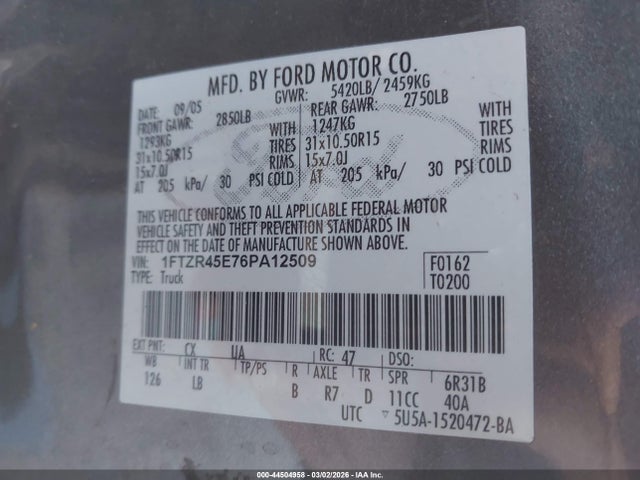 MFD. BY FORD MOTOR CO.
DATE: 09/05 GVWR: 5420LB/ 2459KG
FRONT GAWR: 2850LB REAR GAWR: 2750LB
1293KG WITH 1247KG WITH
31x10.50R15 TIRES 31x10.50R15 TIRES
15x7.0J RIMS 15x7.0J RIMS
AT 205 kPa/ 30 PSI COLD AT 205 kPa/ 30 PSI COLD
THIS VEHICLE CONFORMS TO ALL APPLICABLE FEDERAL MOTOR
VEHICLE SAFETY AND THEFT PREVENTION STANDARDS IN
EFFECT ON THE DATE OF MANUFACTURE SHOWN ABOVE.
VIN: 1FTZR45E76PA12509 F0162
TYPE: Truck T0200
EXT PNT: CX UA RC: 47 DSO:
WB INT TR TP/PS R AXLE TR SPR 6R31B
126 LB B R7 D 11CC 40A
UTC 5U5A-1520472-BA
000-44504958 - 03/02/2026 - IAA Inc.